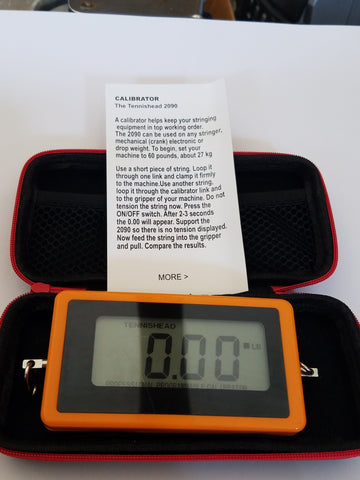 CALIBRATOR
The Tennishead 2090
A calibrator helps keep your stringing
equipment in top working order.
The 2090 can be used on any stringer,
mechanical (crank) electronic or
drop weight. To begin, set your
machine to 60 pounds, about 27 kg
Use a short piece of string. Loop it
through one link and clamp it firmly
to the machine.Use another string,
loop it through the calibrator link and
to the gripper of your machine. Do not
tension the string now. Press the
ON/OFF switch. After 2-3 seconds
the 0.00 will appear. Support the
2090 so there is no tension displayed.
Now feed the string into the gripper
and pull. Compare the results.
MORE >
TENNISHEAD
0.00 LB
PROFESSIONAL PROGRAMMABLE CALIBRATOR